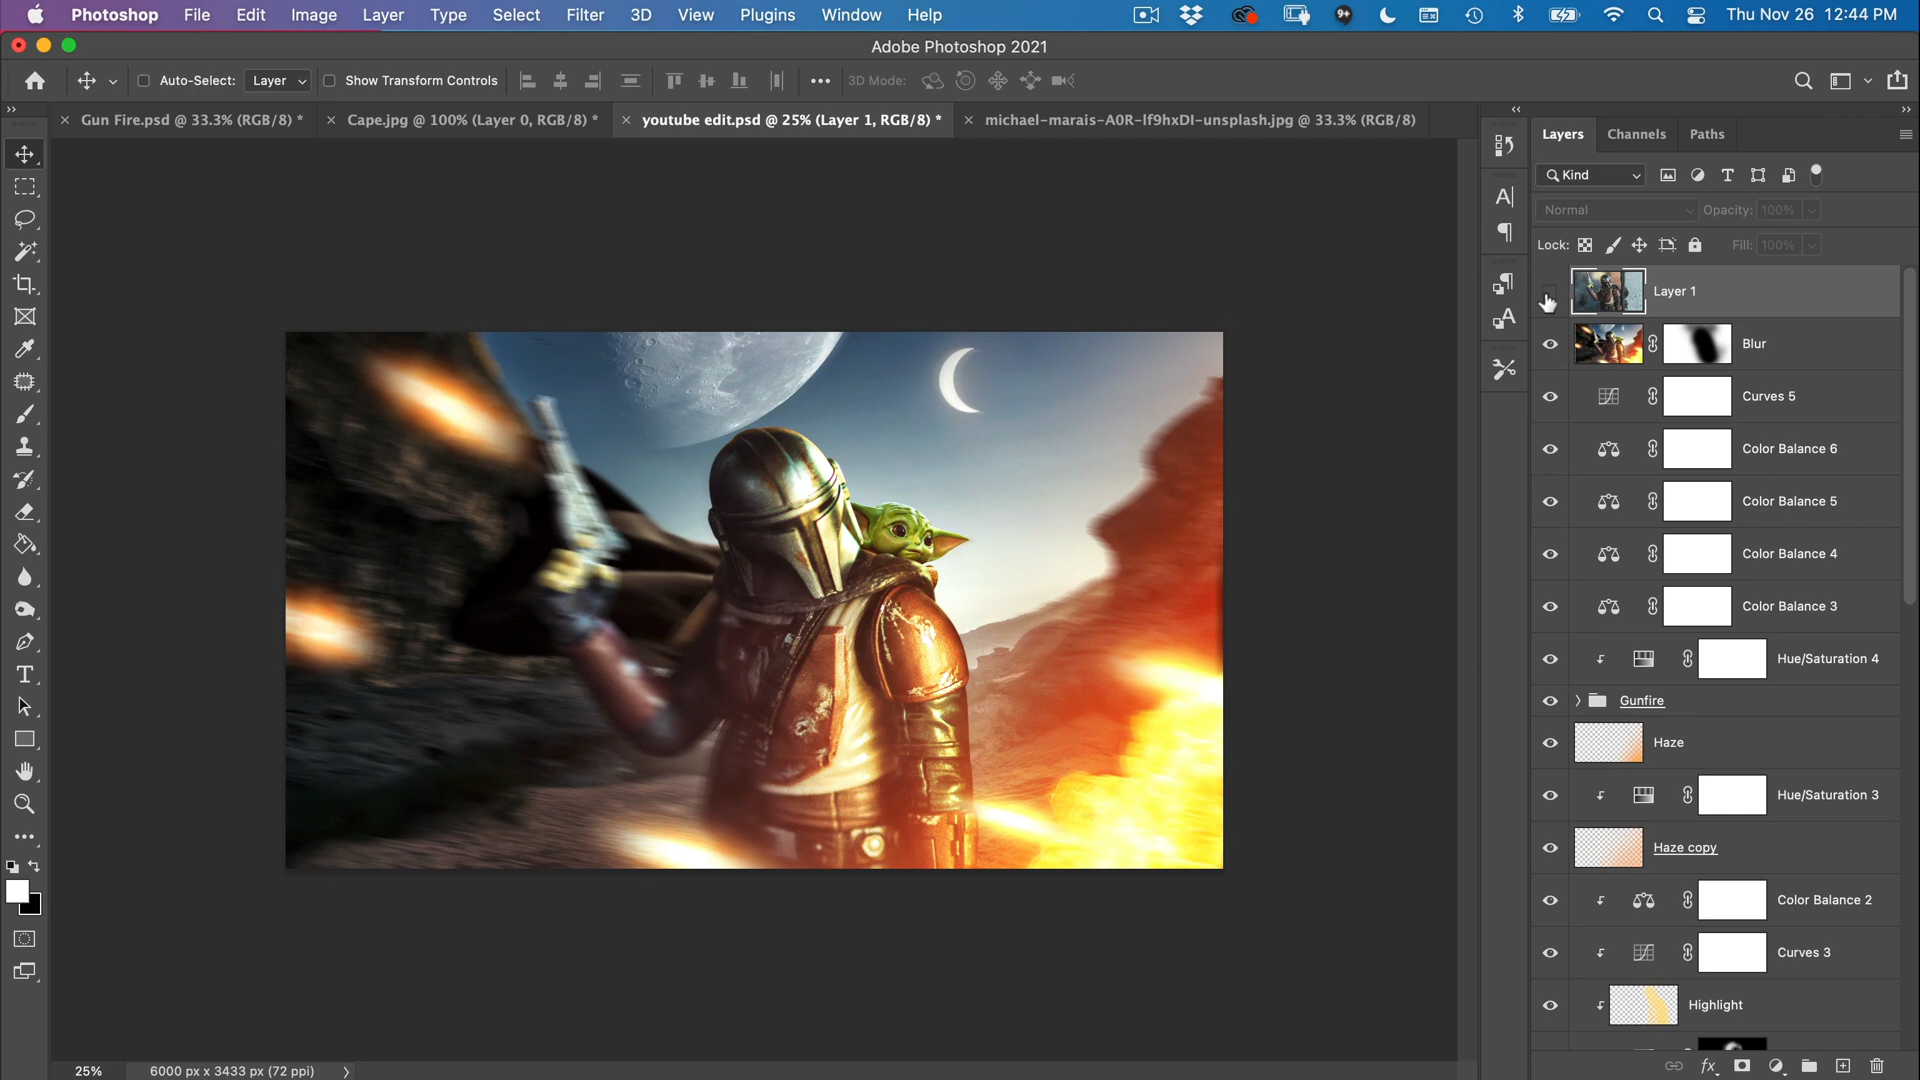 Photoshop File Edit Image Layer Type Select Filter 3D View Plugins Window Help 9+ Thu Nov 26 12:44 PM
Adobe Photoshop 2021
Auto-Select: Layer Show Transform Controls 3D Mode:
Gun Fire.psd @ 33.3% (RGB/8) * Cape.jpg @ 100% (Layer 0, RGB/8) * youtube edit.psd @ 25% (Layer 1, RGB/8) * michael-marais-A0R-lf9hxDI-unsplash.jpg @ 33.3% (RGB/8)
Layers Channels Paths
Kind
Normal Opacity: 100%
Lock: Fill: 100%
Layer 1
Blur
Curves 5
Color Balance 6
Color Balance 5
Color Balance 4
Color Balance 3
Hue/Saturation 4
Gunfire
Haze
Hue/Saturation 3
Haze copy
Color Balance 2
Curves 3
Highlight
25% 6000 px x 3433 px (72 ppi)
fx